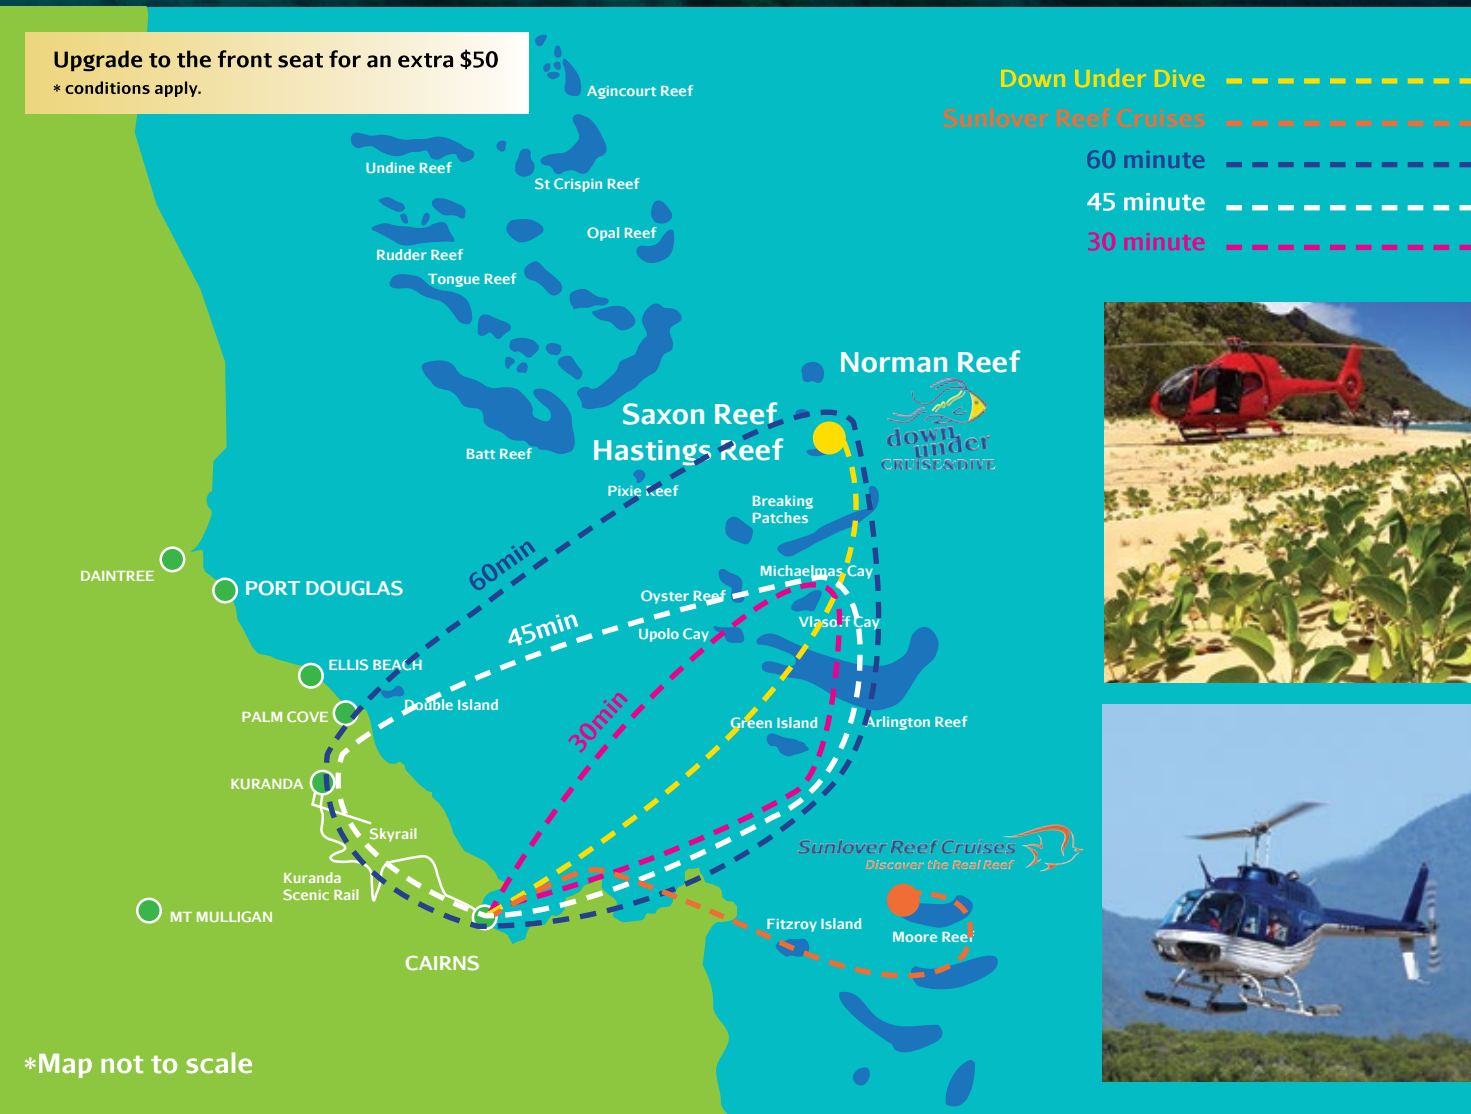 Upgrade to the front seat for an extra $50
* conditions apply.
Down Under Dive
Sunlover Reef Cruises
60 minute
45 minute
30 minute
Agincourt Reef
Undine Reef
St Crispin Reef
Opal Reef
Rudder Reef
Tongue Reef
Norman Reef
Saxon Reef
Hastings Reef
down
under
CRUISE&DIVE
Batt Reef
Pixie Reef
Breaking
Patches
60min
Michaelmas Cay
DAINTREE
PORT DOUGLAS
Oyster Reef
45min
Vlasoff Cay
Upolo Cay
ELLIS BEACH
Double Island
PALM COVE
30min
Green Island
Arlington Reef
KURANDA
Skyrail
Sunlover Reef Cruises
Discover the Real Reef
Kuranda
Scenic Rail
MT MULLIGAN
Fitzroy Island
Moore Reef
CAIRNS
*Map not to scale